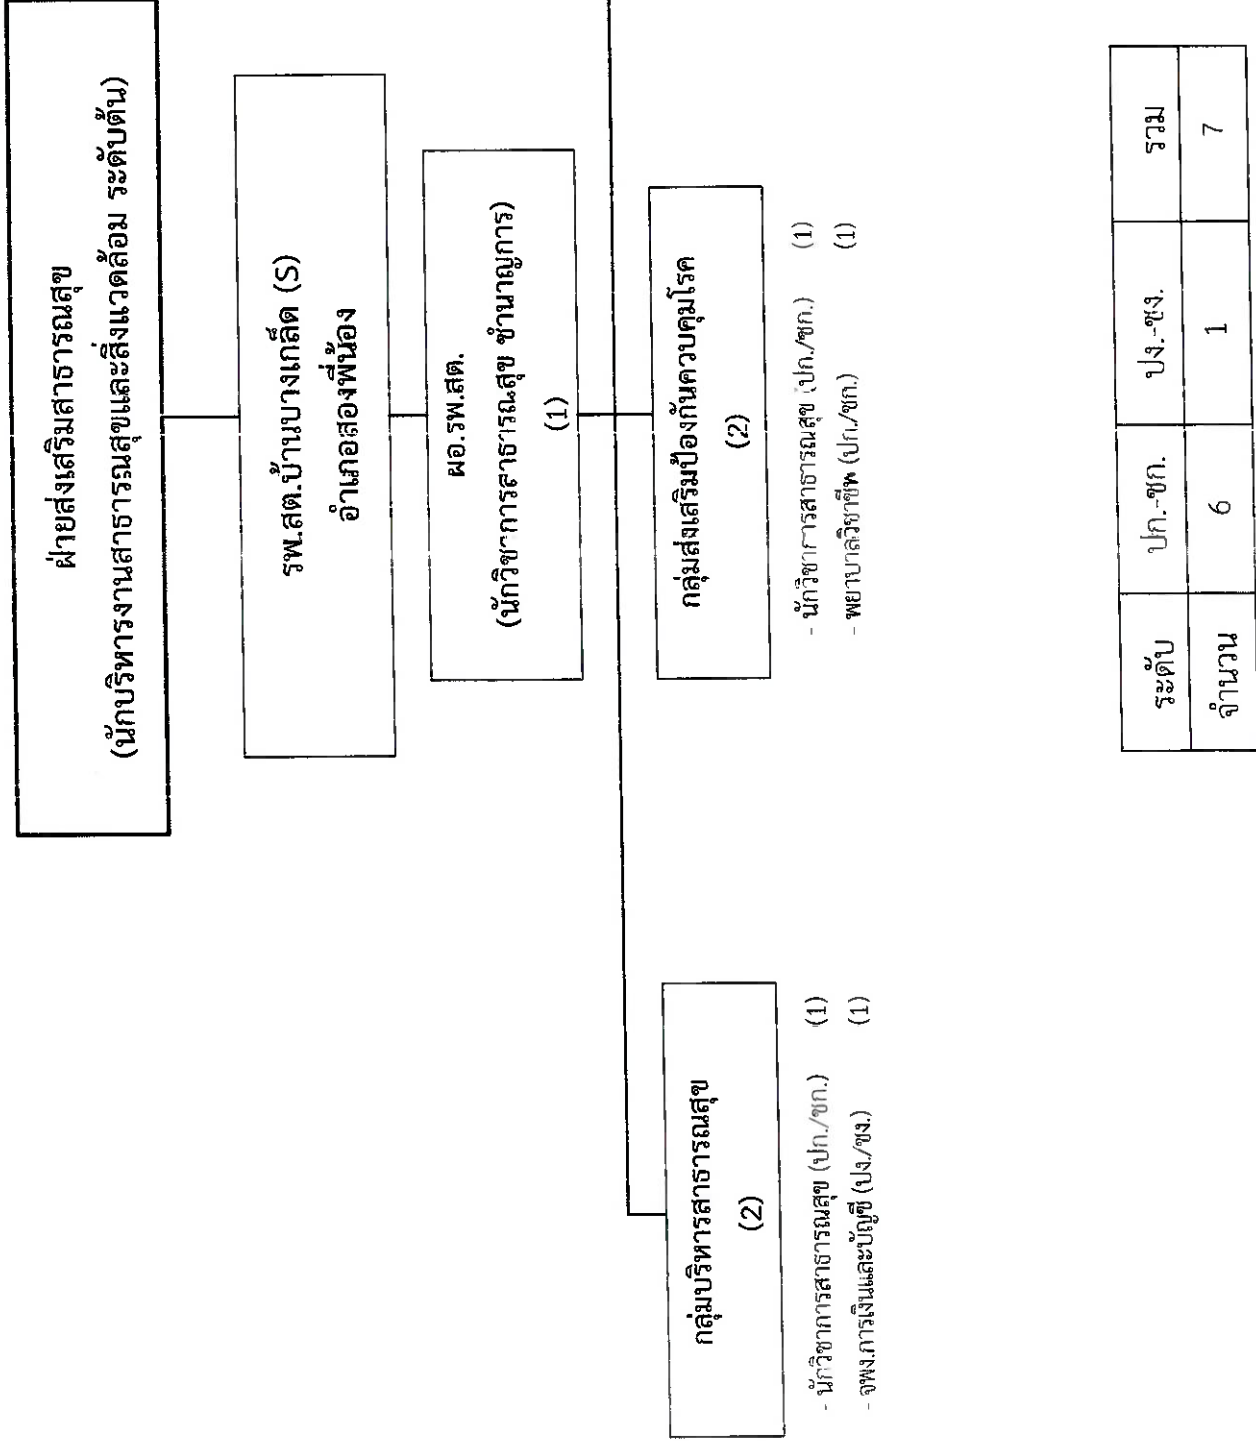 ฝ่ายส่งเสริมสาธารณสุข
(นักบริหารงานสาธารณสุขและสิ่งแวดล้อม ระดับต้น)
รพ.สต.บ้านบางเกล็ด (S)
อำเภอสองพี่น้อง
ผอ.รพ.สต.
(นักวิชาการสาธารณสุข ชำนาญการ)
(1)
กลุ่มบริหารสาธารณสุข
(2)
- นักวิชาการสาธารณสุข (ปก./ชก.) (1)
- จพง.การเงินและบัญชี (ปง./ชง.) (1)
กลุ่มส่งเสริมป้องกันควบคุมโรค
(2)
- นักวิชาการสาธารณสุข (ปก./ชก.) (1)
- พยาบาลวิชาชีพ (ปก./ชก.) (1)
ระดับ ปก.-ชก. ปง.-ชง. รวม
จำนวน 6 1 7